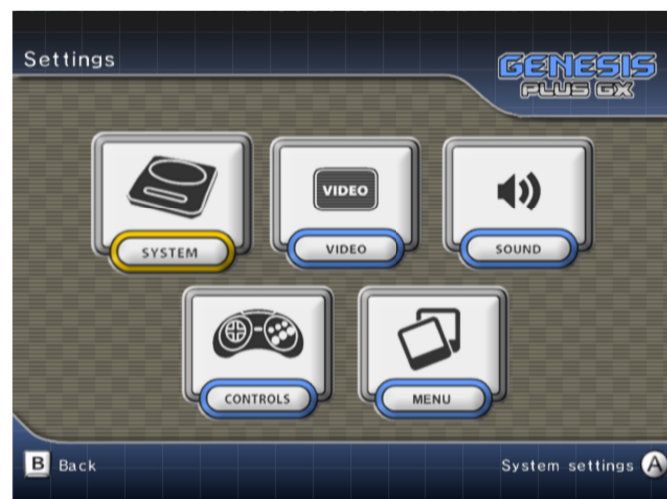 Settings
GENESIS
PLUS GX
VIDEO
SYSTEM
VIDEO
SOUND
CONTROLS
MENU
B Back
System settings A